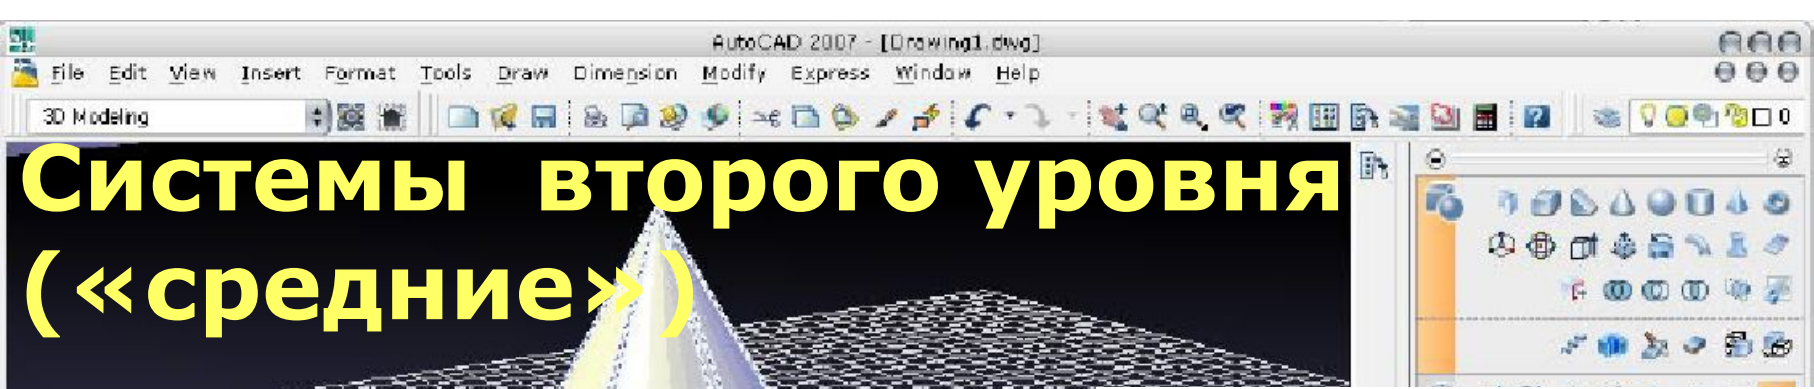 AutoCAD 2007 - [Drawing1.dwg]
File Edit View Insert Format Tools Draw Dimension Modify Express Window Help
3D Modeling
0
Системы второго уровня
(«средние»)